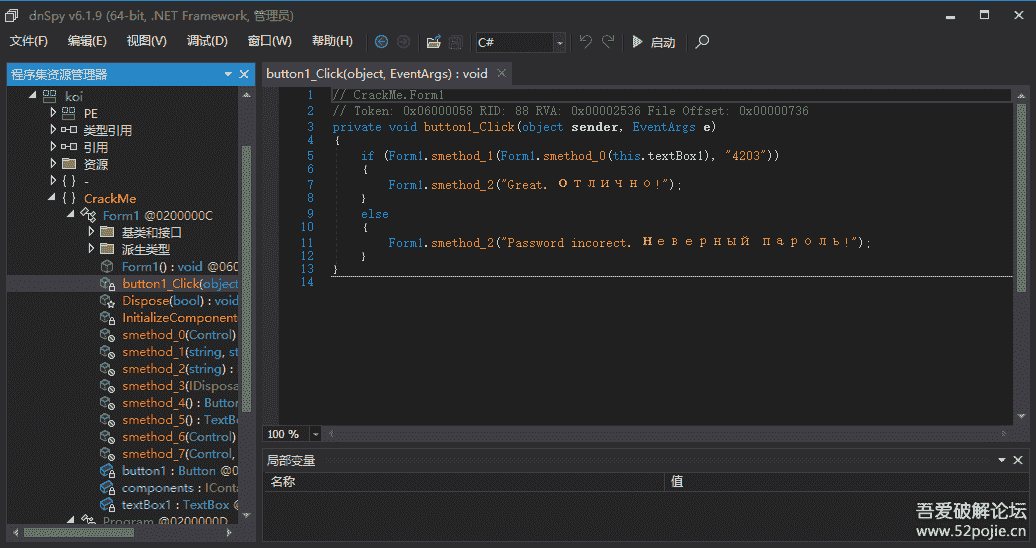 dnSpy v6.1.9 (64-bit, .NET Framework, 管理员)
文件(F) 编辑(E) 视图(V) 调试(D) 窗口(W) 帮助(H) C# 启动
程序集资源管理器
koi
PE
类型引用
引用
资源
{ } -
{ } CrackMe
Form1 @0200000C
基类和接口
派生类型
Form1() : void @060
button1_Click(object
Dispose(bool) : void
InitializeComponent
smethod_0(Control)
smethod_1(string, st
smethod_2(string) :
smethod_3(IDisposa
smethod_4() : Button
smethod_5() : TextBo
smethod_6(Control)
smethod_7(Control,
button1 : Button @0
components : IConta
textBox1 : TextBox @
Program @0200000D
button1_Click(object, EventArgs) : void
1 // CrackMe.Form1
2 // Token: 0x06000058 RID: 88 RVA: 0x00002536 File Offset: 0x00000736
3 private void button1_Click(object sender, EventArgs e)
4 {
5 if (Form1.smethod_1(Form1.smethod_0(this.textBox1), "4203"))
6 {
7 Form1.smethod_2("Great. Отлично!");
8 }
9 else
10 {
11 Form1.smethod_2("Password incorect. Неверный пароль!");
12 }
13 }
14
100 %
局部变量
名称 值
吾爱破解论坛
www.52pojie.cn